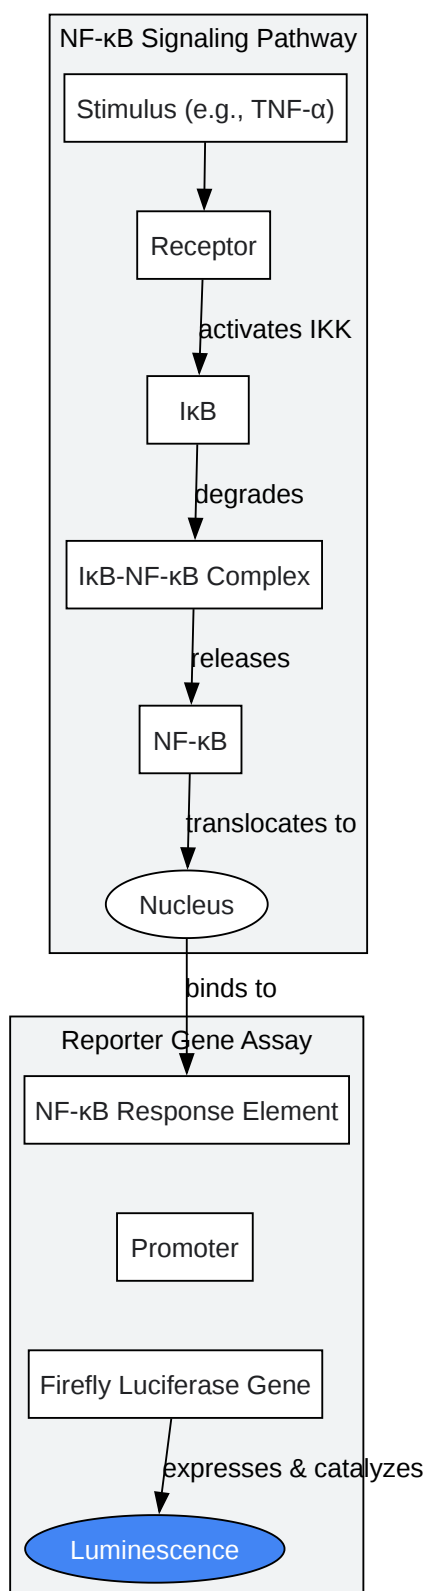 NF-κB Signaling Pathway
Stimulus (e.g., TNF-α)
Receptor
activates IKK
IκB
degrades
IκB-NF-κB Complex
releases
NF-κB
translocates to
Nucleus
binds to
Reporter Gene Assay
NF-κB Response Element
Promoter
Firefly Luciferase Gene
expresses & catalyzes
Luminescence